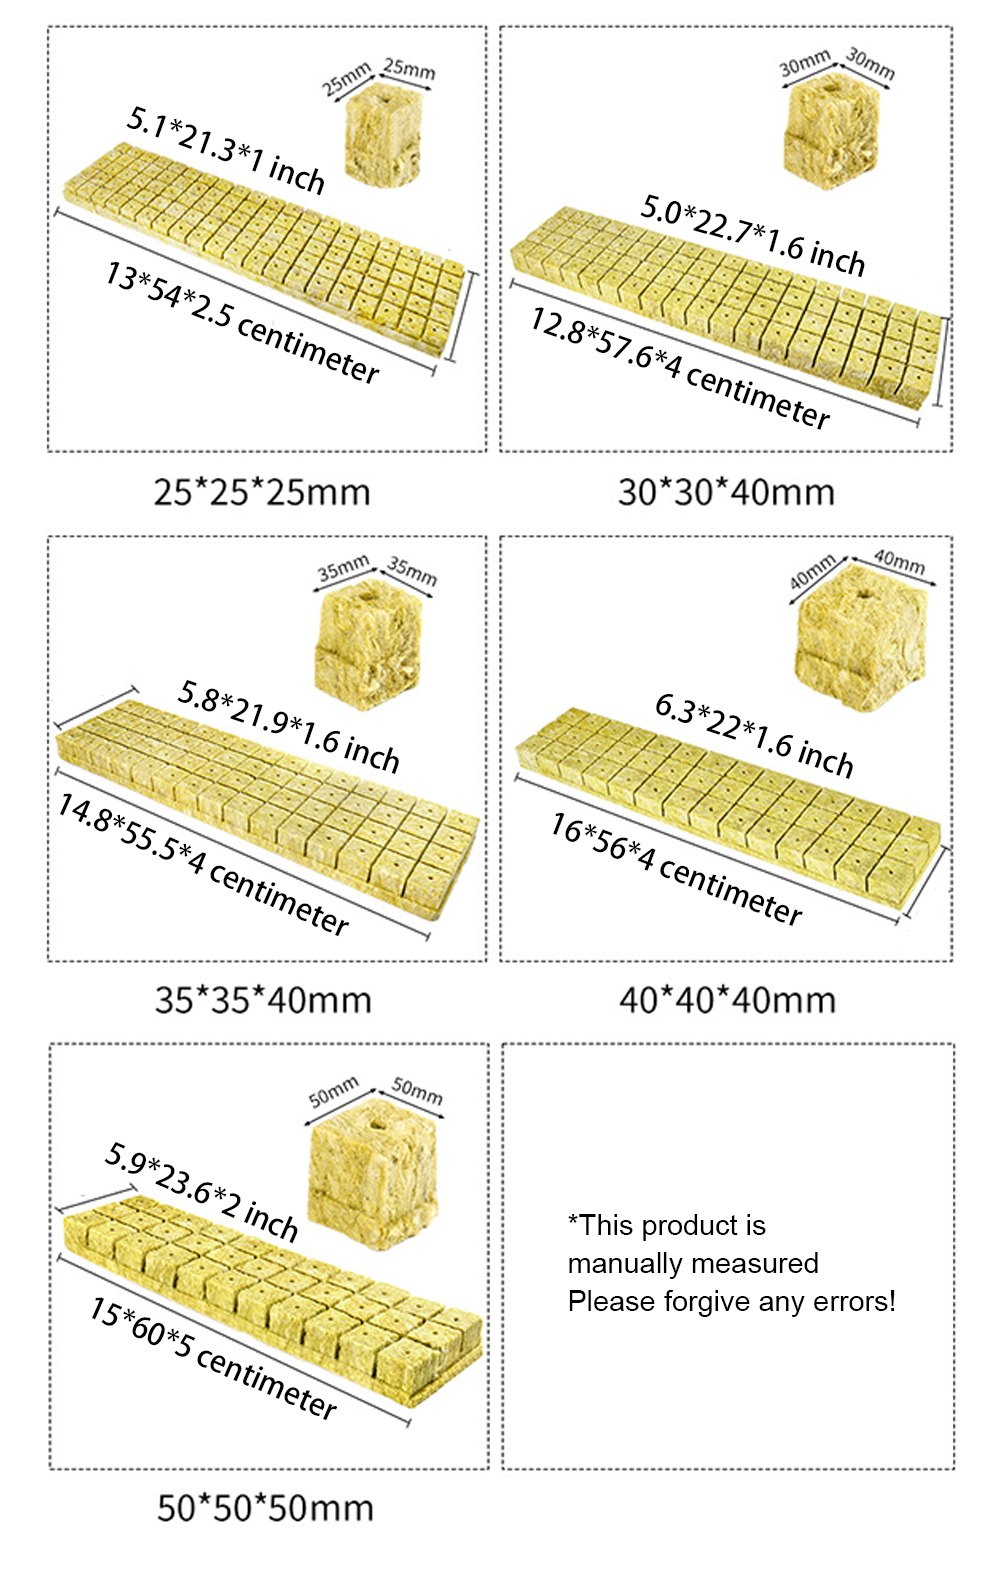 25mm 25mm
5.1*21.3*1 inch
13*54*2.5 centimeter
25*25*25mm
30mm 30mm
5.0*22.7*1.6 inch
12.8*57.6*4 centimeter
30*30*40mm
35mm 35mm
5.8*21.9*1.6 inch
14.8*55.5*4 centimeter
35*35*40mm
40mm 40mm
6.3*22*1.6 inch
16*56*4 centimeter
40*40*40mm
50mm 50mm
5.9*23.6*2 inch
15*60*5 centimeter
50*50*50mm
*This product is
manually measured
Please forgive any errors!